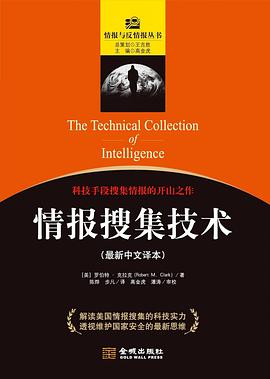 情报与反情报丛书
总策划◎王吉胜
主 编◎高金虎
The Technical Collection
of
Intelligence
科技手段搜集情报的开山之作
情报搜集技术
(最新中文译本)
[美] 罗伯特·克拉克 (Robert M. Clark) / 著
陈烨 步凡 / 译 高金虎 潘涛 / 审校
解读美国情报搜集的科技实力
透视维护国家安全的最新思维
金城出版社
GOLD WALL PRESS